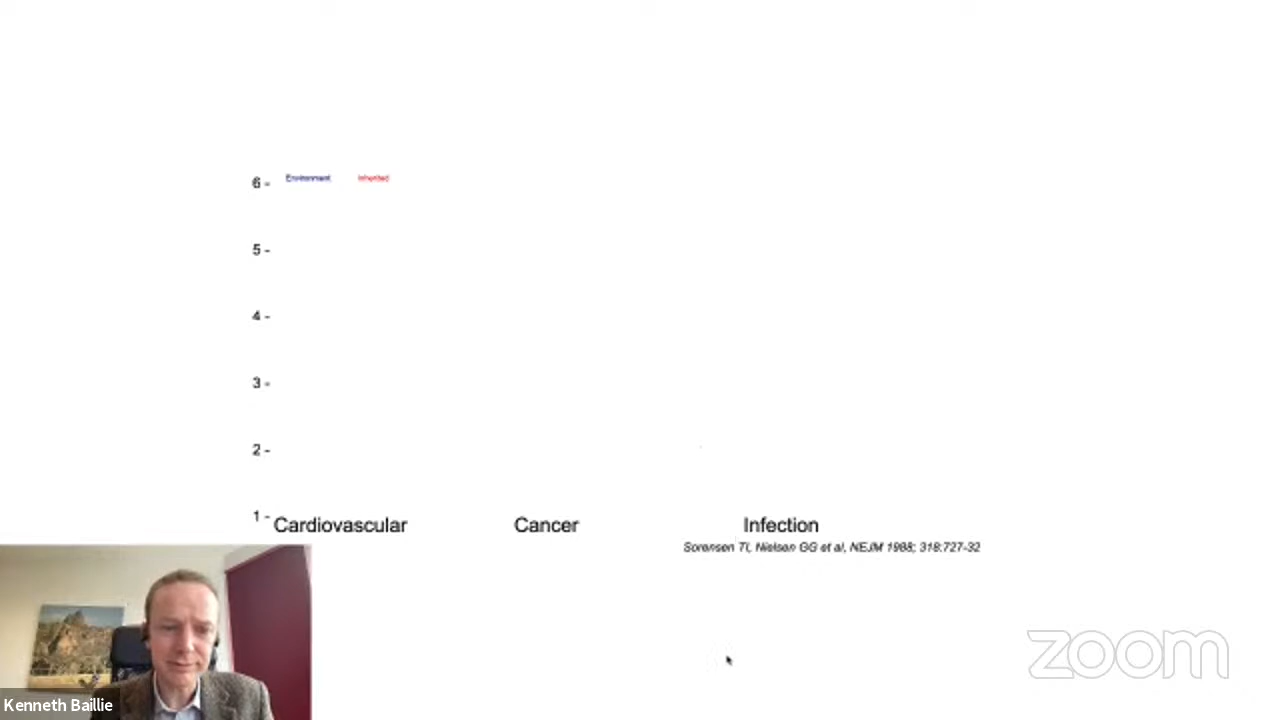 6 -
Environment
Inherited
5 -
4 -
3 -
2 -
1 -
Cardiovascular
Cancer
Infection
Sorensen TI, Nielsen GG et al, NEJM 1988; 318:727-32
zoom
Kenneth Baillie